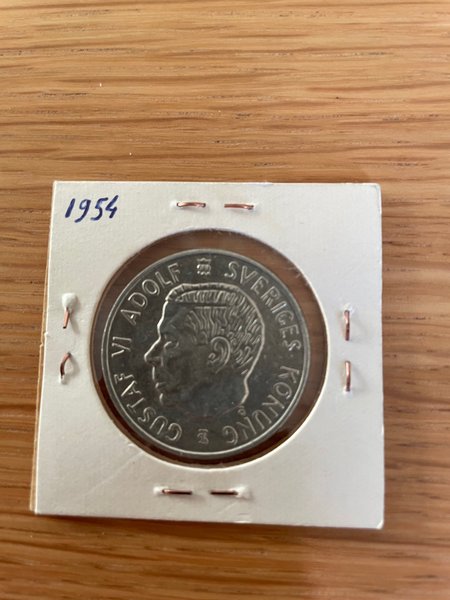 1954
GUSTAF VI ADOLF SVERIGES KONUNG